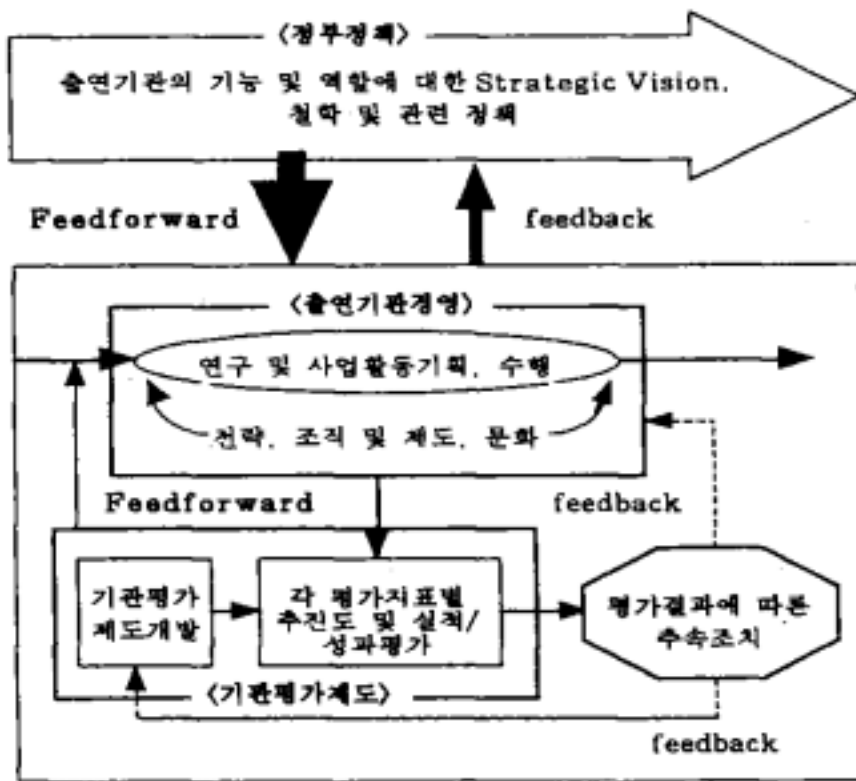 <정부정책>
출연기관의 기능 및 역할에 대한 Strategic Vision,
철학 및 관련 정책
Feedforward
feedback
<출연기관경영>
연구 및 사업활동기획, 수행
전략, 조직 및 제도, 문화
Feedforward
feedback
기관평가
제도개발
각 평가지표별
추진도 및 실적/
성과평가
평가결과에 따른
후속조치
<기관평가제도>
feedback